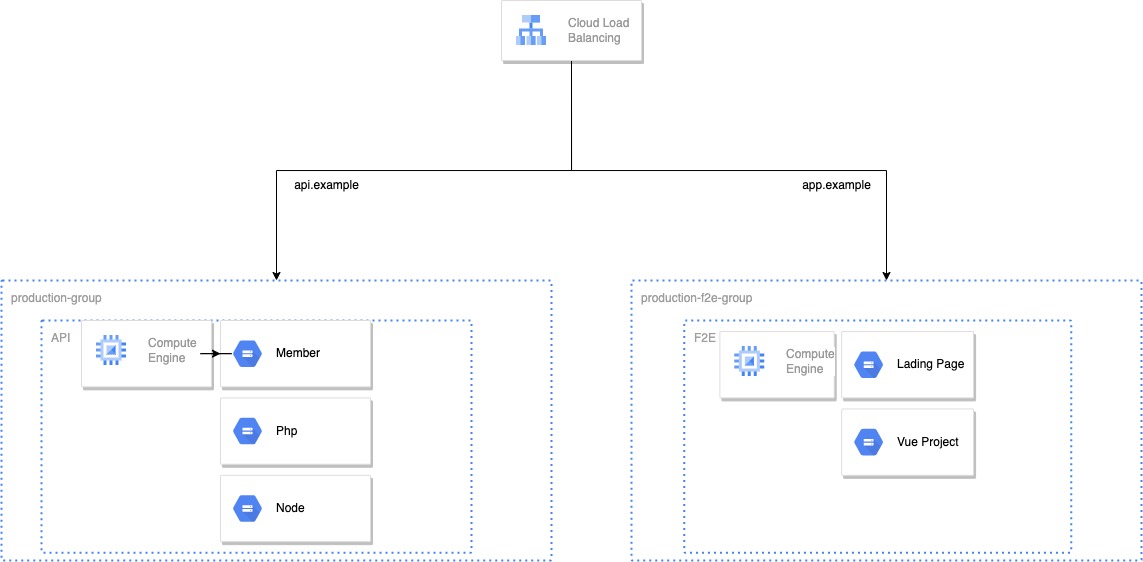 Cloud Load
Balancing
api.example
app.example
production-group
API
Compute
Engine
Member
Php
Node
production-f2e-group
F2E
Compute
Engine
Lading Page
Vue Project